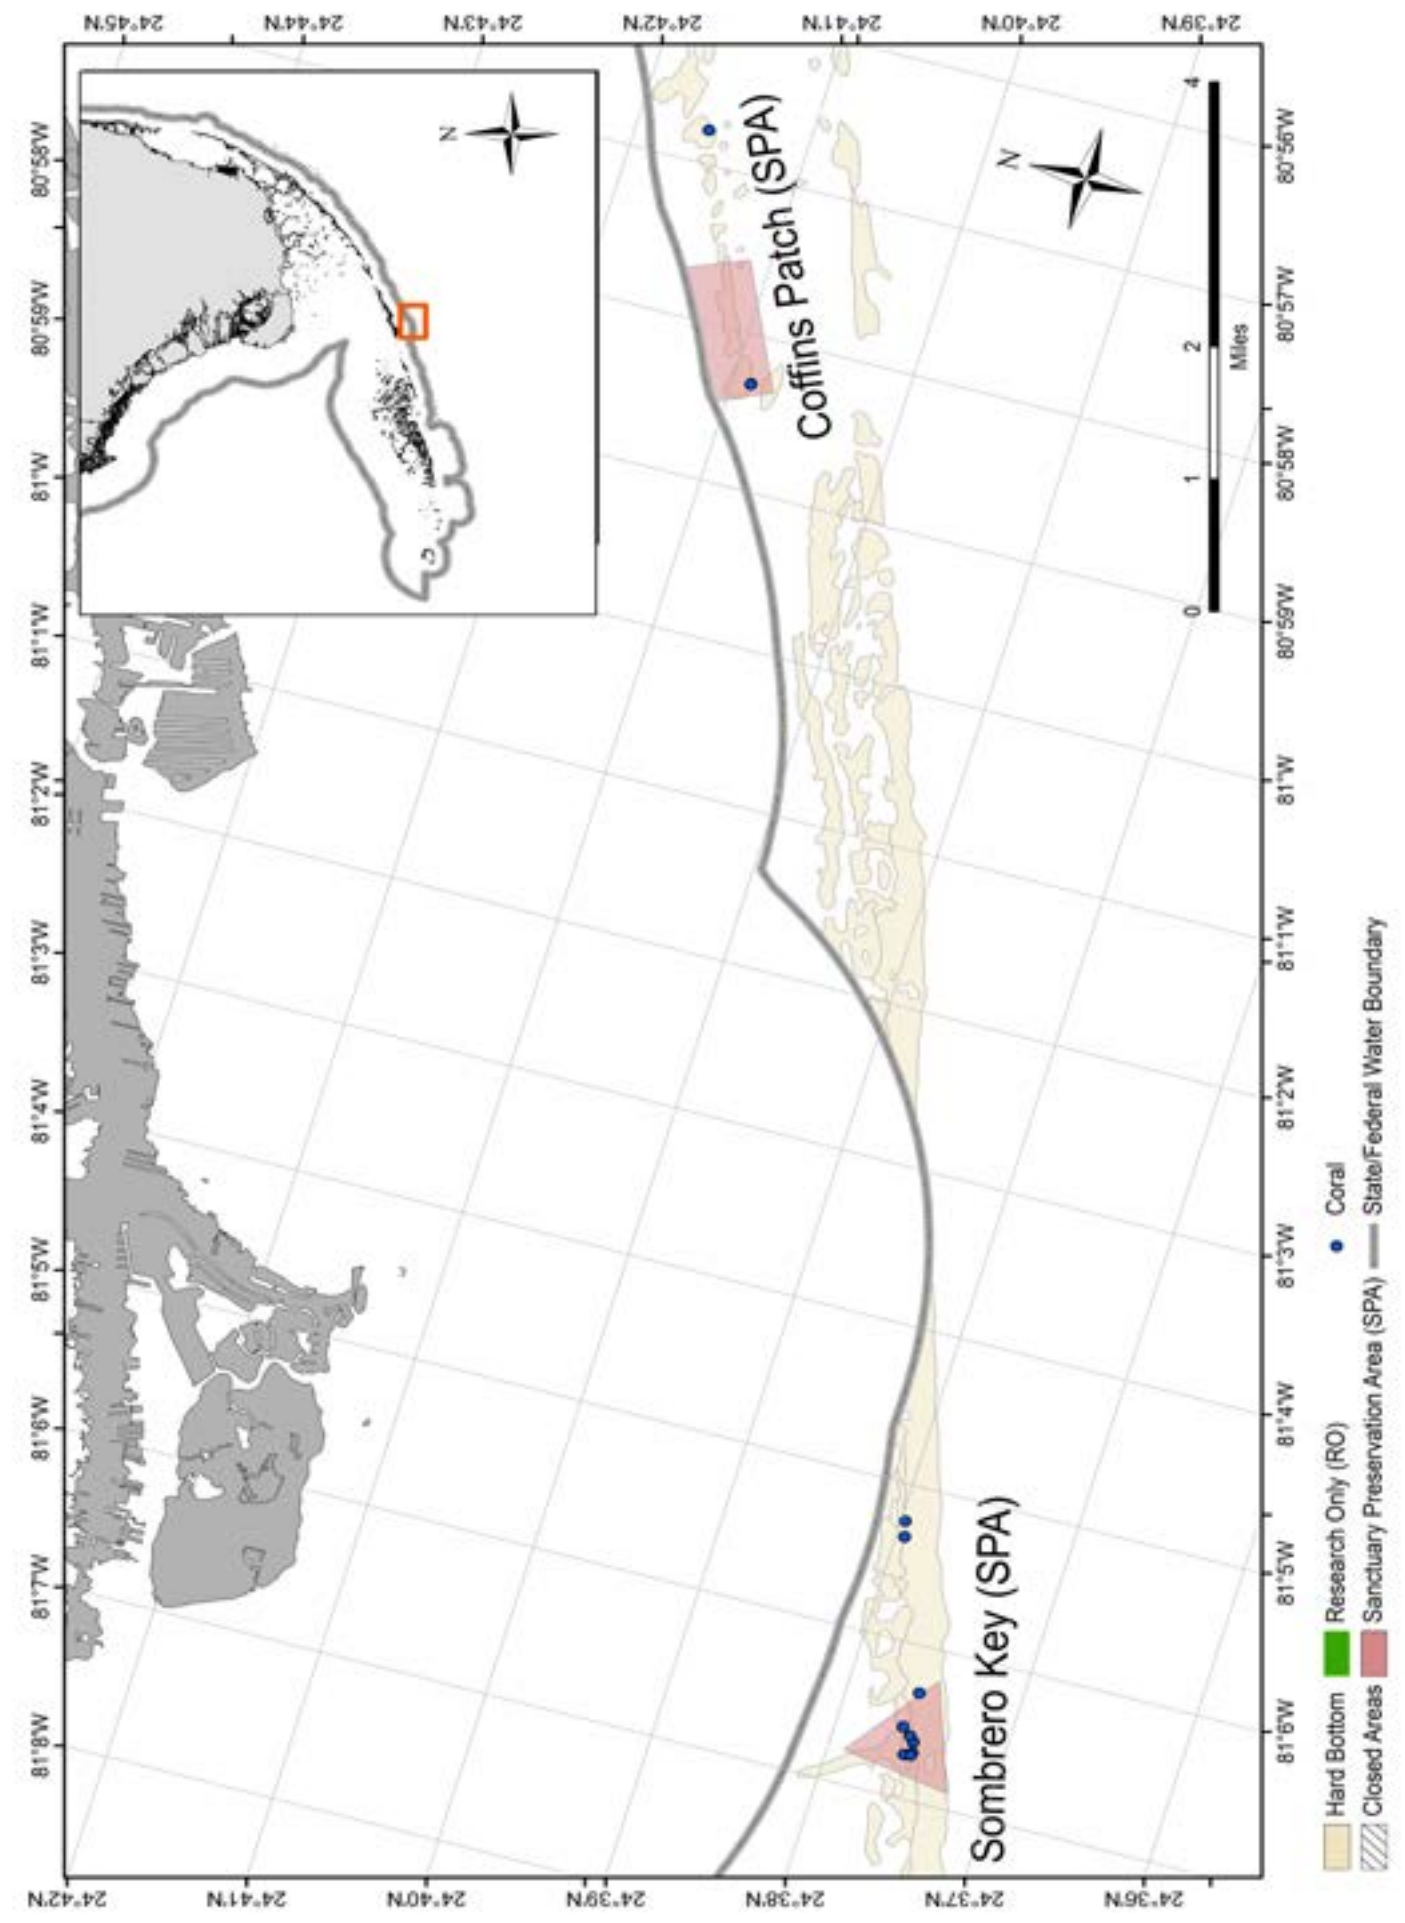 81°8'W 81°7'W 81°6'W 81°5'W 81°4'W 81°3'W 81°2'W 81°1'W 81°W 80°59'W 80°58'W
24°42'N
24°41'N
24°40'N
24°39'N
24°38'N
24°37'N
24°36'N
24°45'N
24°44'N
24°43'N
24°42'N
24°41'N
24°40'N
24°39'N
N
Coffins Patch (SPA)
Sombrero Key (SPA)
N
0 1 2 4
Miles
81°6'W 81°5'W 81°4'W 81°3'W 81°2'W 81°1'W 81°W 80°59'W 80°58'W 80°57'W 80°56'W
Hard Bottom Research Only (RO) Coral
Closed Areas Sanctuary Preservation Area (SPA) State/Federal Water Boundary